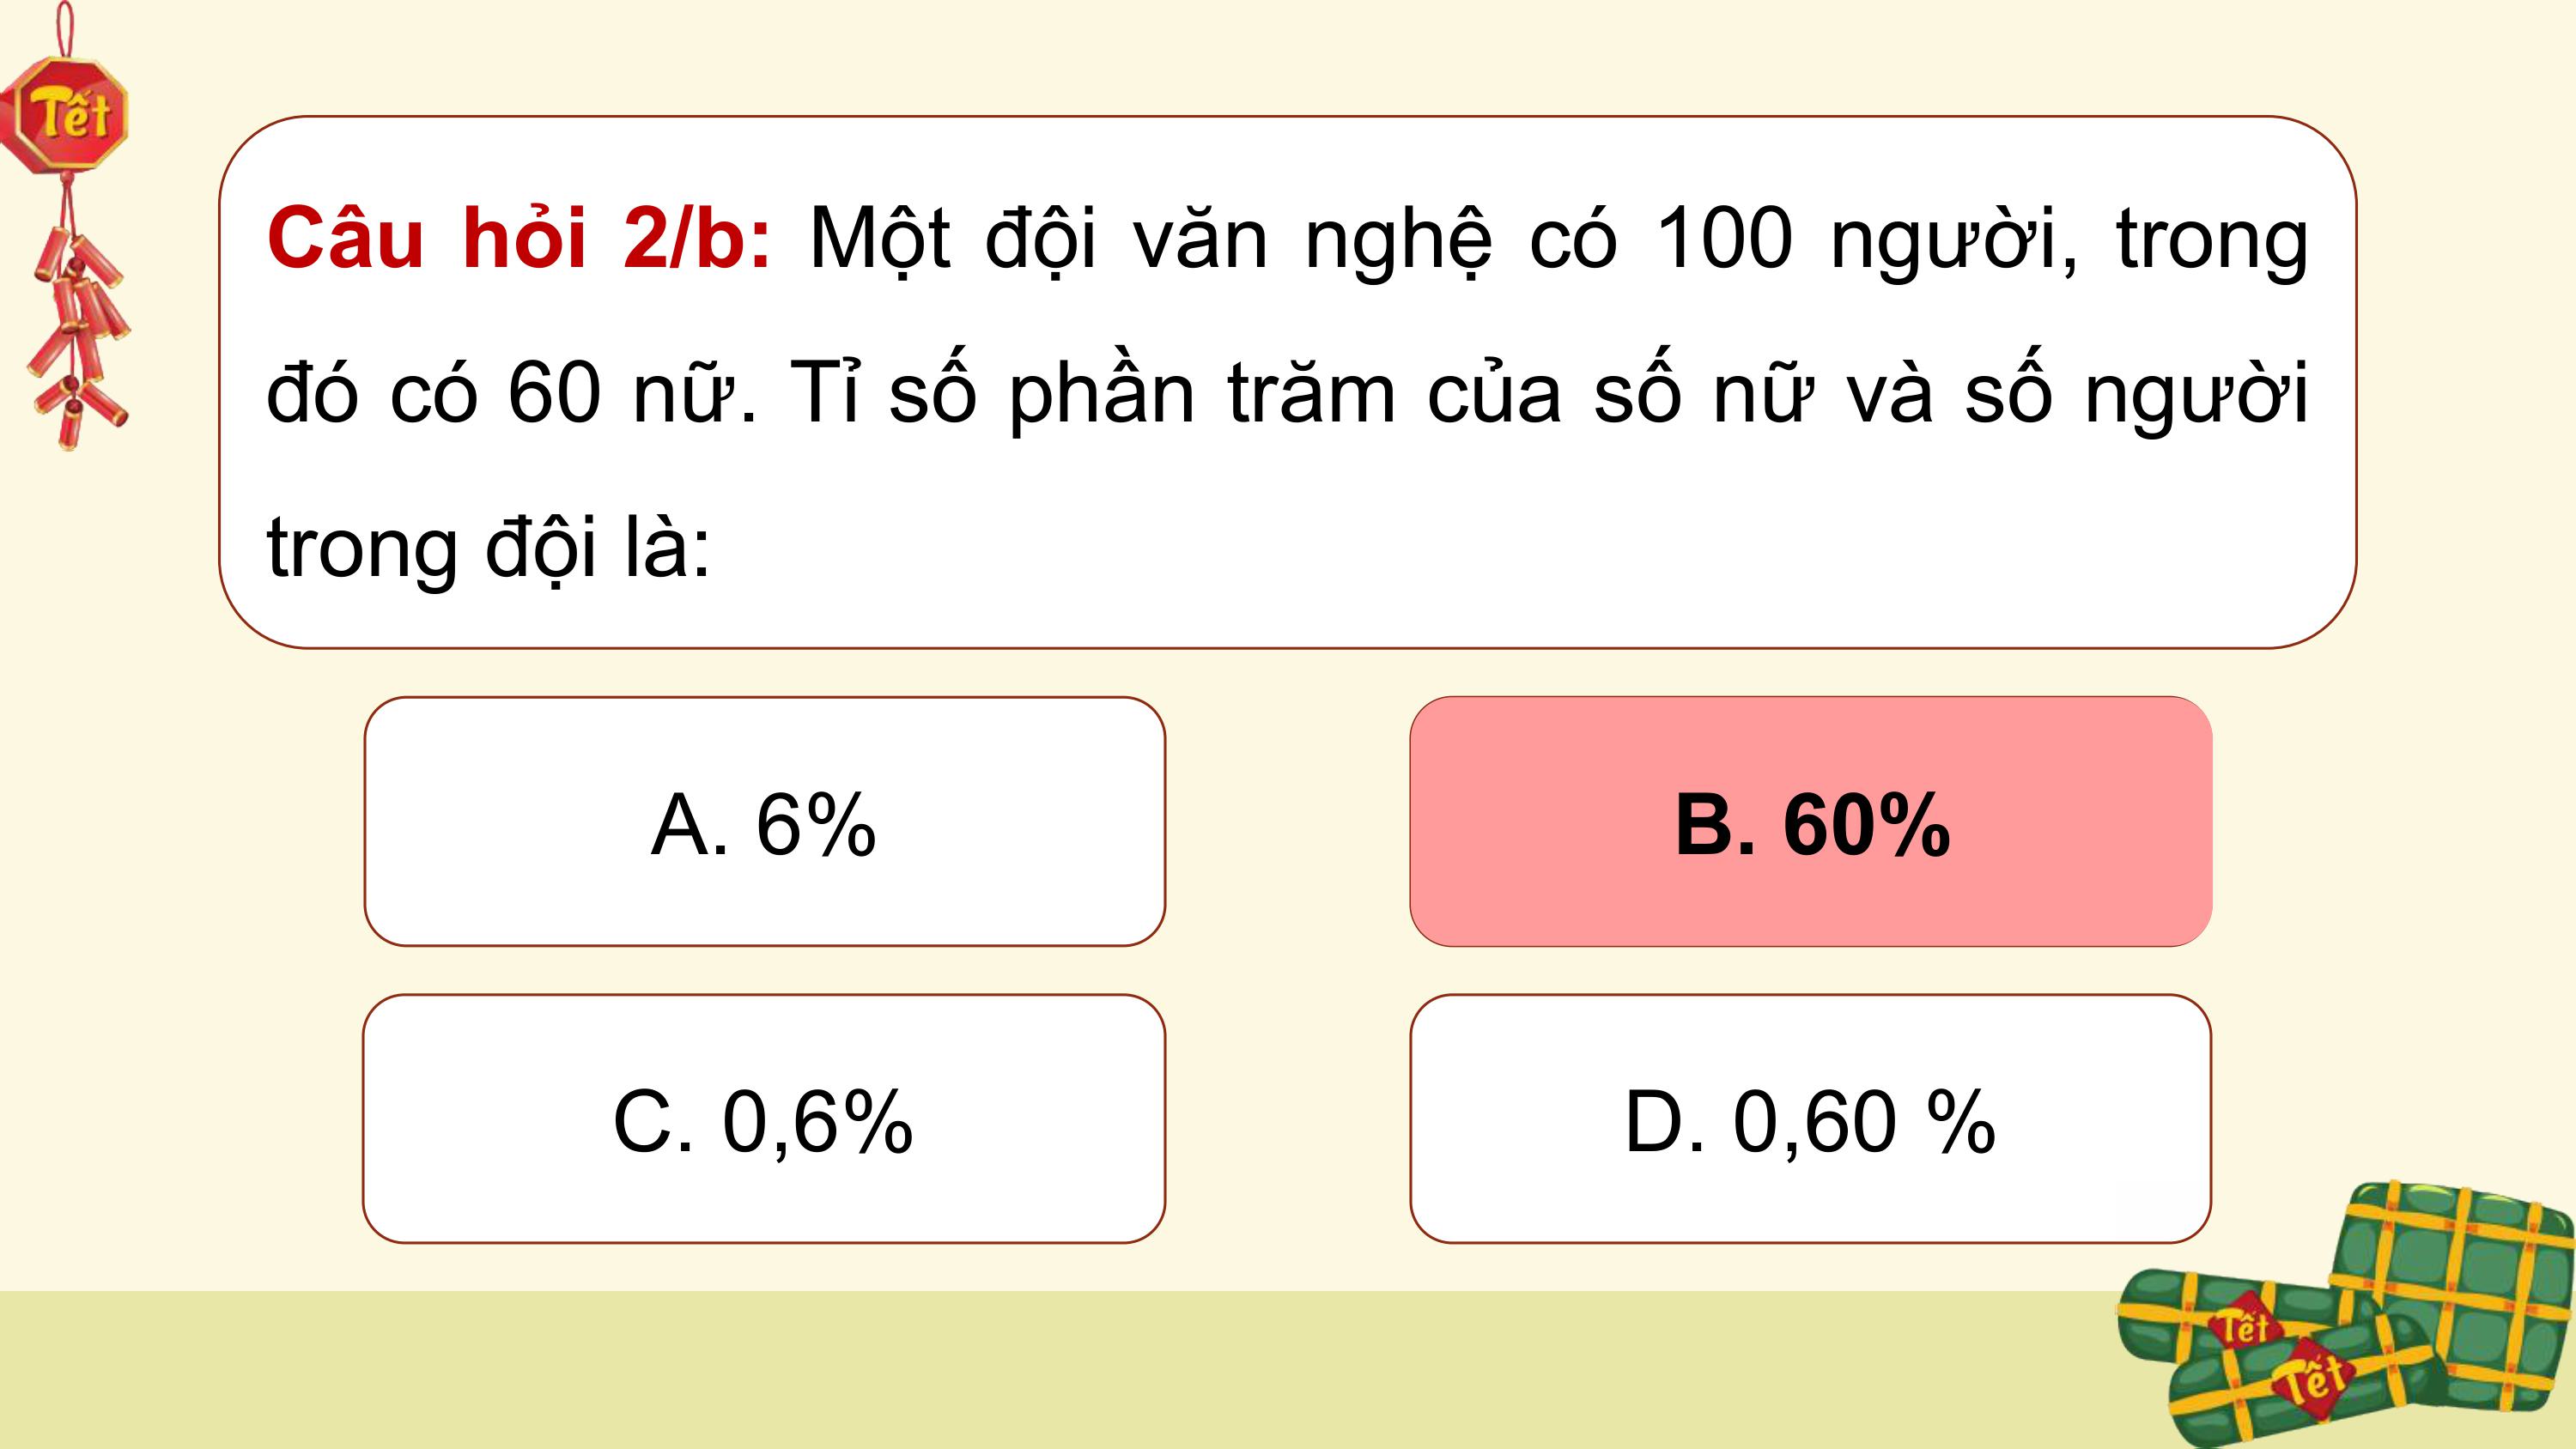 Tết
Câu hỏi 2/b: Một đội văn nghệ có 100 người, trong
đó có 60 nữ. Tỉ số phần trăm của số nữ và số người
trong đội là:
A. 6%
B. 60%
C. 0,6%
D. 0,60 %
Tết
Tết